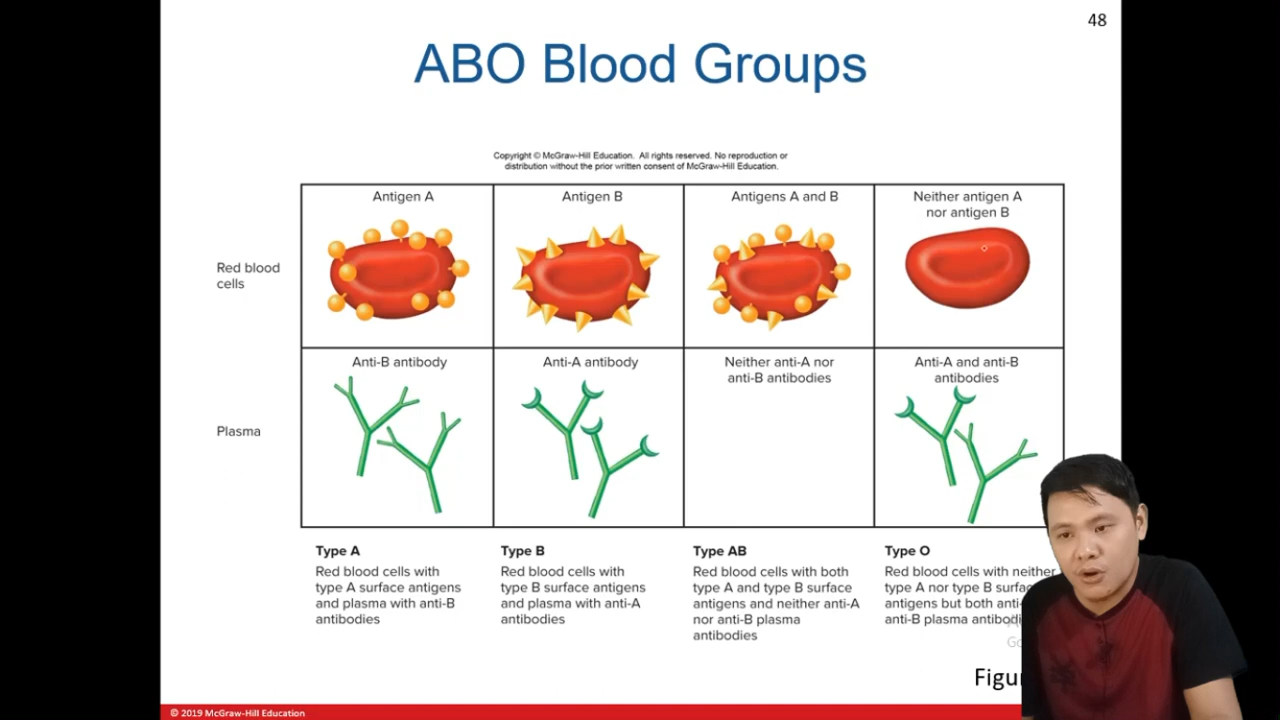 48
ABO Blood Groups
Copyright © McGraw-Hill Education. All rights reserved. No reproduction or
distribution without the prior written consent of McGraw-Hill Education.
Antigen A
Antigen B
Antigens A and B
Neither antigen A
nor antigen B
Red blood
cells
Anti-B antibody
Anti-A antibody
Neither anti-A nor
anti-B antibodies
Anti-A and anti-B
antibodies
Plasma
Type A
Red blood cells with
type A surface antigens
and plasma with anti-B
antibodies
Type B
Red blood cells with
type B surface antigens
and plasma with anti-A
antibodies
Type AB
Red blood cells with both
type A and type B surface
antigens and neither anti-A
nor anti-B plasma
antibodies
Type O
Red blood cells with neither
type A nor type B
antigens but both
anti-B plasma
© 2019 McGraw-Hill Education